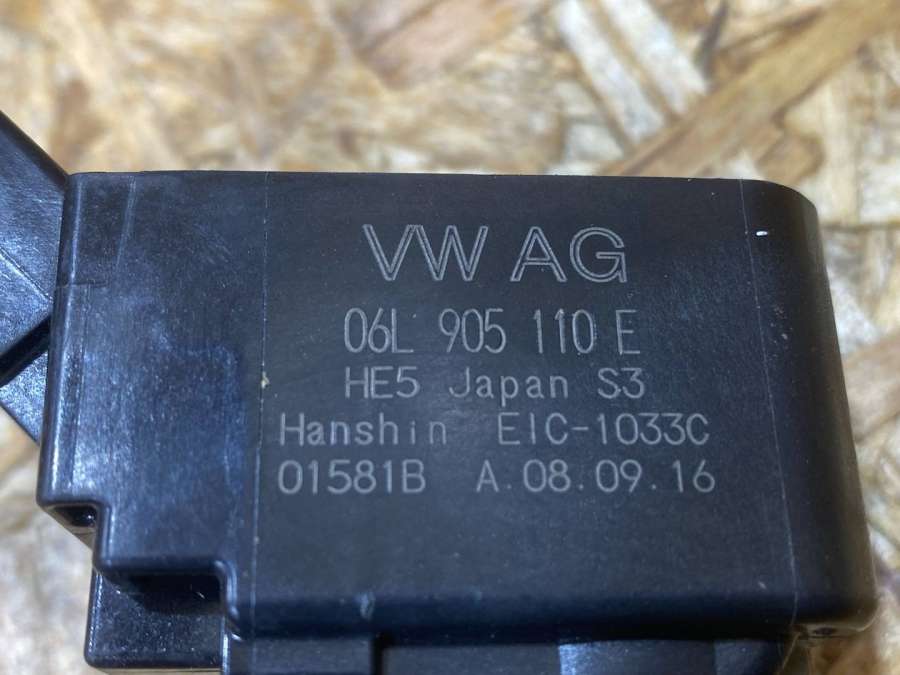 VW AG
06L 905 110 E
HE5 Japan S3
Hanshin EIC-1033C
01581B A.08.09.16